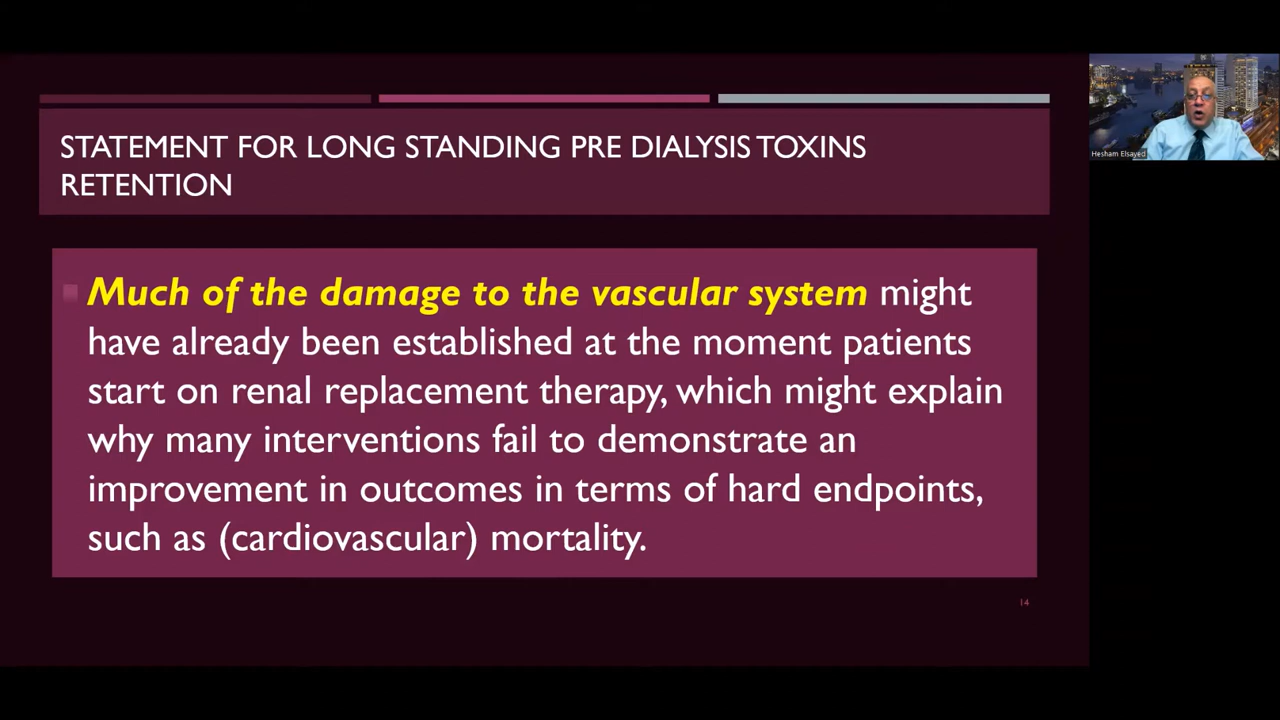 STATEMENT FOR LONG STANDING PRE DIALYSIS TOXINS
RETENTION
Much of the damage to the vascular system might
have already been established at the moment patients
start on renal replacement therapy, which might explain
why many interventions fail to demonstrate an
improvement in outcomes in terms of hard endpoints,
such as (cardiovascular) mortality.
14
Hesham Elsayed